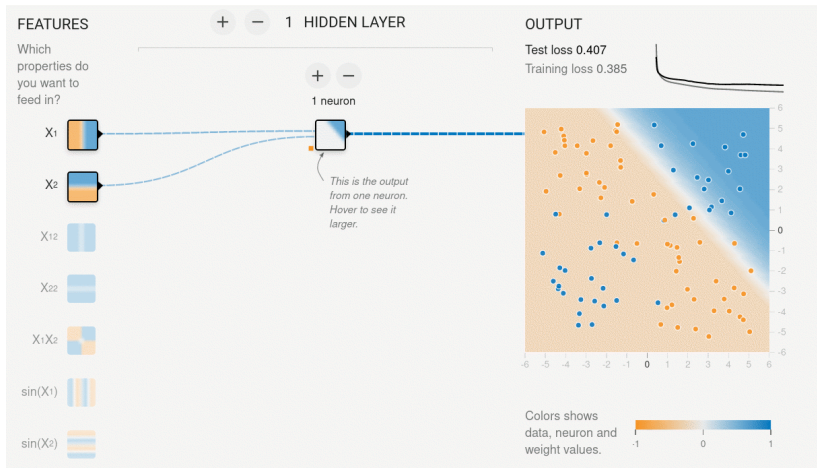 FEATURES
Which
properties do
you want to
feed in?
X1
X2
X12
X22
X1X2
sin(X1)
sin(X2)
+ − 1 HIDDEN LAYER
+ −
1 neuron
This is the output
from one neuron.
Hover to see it
larger.
OUTPUT
Test loss 0.407
Training loss 0.385
6
5
4
3
2
1
0
-1
-2
-3
-4
-5
-6
-6 -5 -4 -3 -2 -1 0 1 2 3 4 5 6
Colors shows
data, neuron and
weight values.
-1 0 1